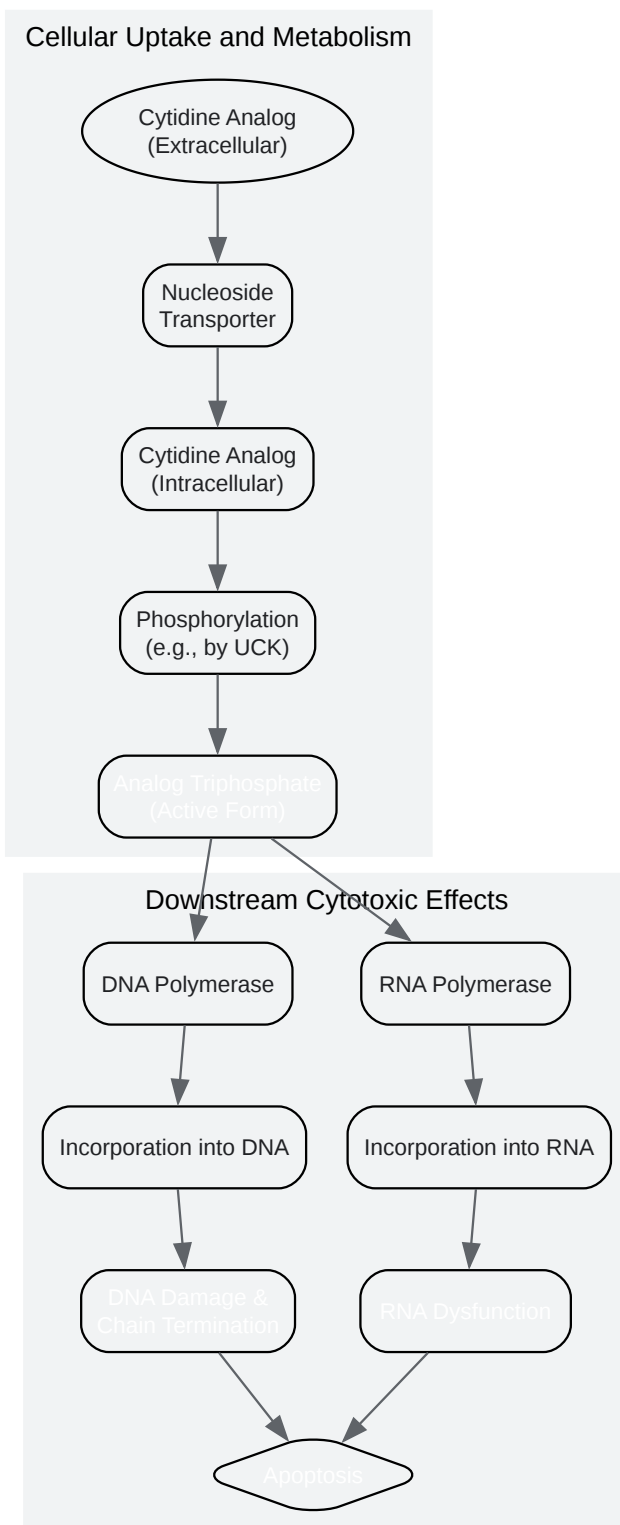 Cellular Uptake and Metabolism
Cytidine Analog
(Extracellular)
Nucleoside
Transporter
Cytidine Analog
(Intracellular)
Phosphorylation
(e.g., by UCK)
Analog Triphosphate
(Active Form)
Downstream Cytotoxic Effects
DNA Polymerase
RNA Polymerase
Incorporation into DNA
Incorporation into RNA
DNA Damage &
Chain Termination
RNA Dysfunction
Apoptosis